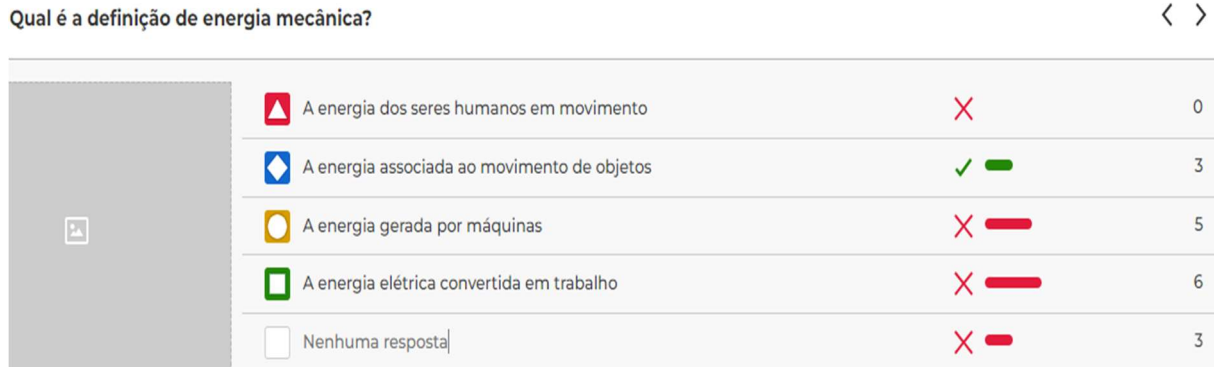 Qual é a definição de energia mecânica?
A energia dos seres humanos em movimento 0
A energia associada ao movimento de objetos 3
A energia gerada por máquinas 5
A energia elétrica convertida em trabalho 6
Nenhuma resposta 3